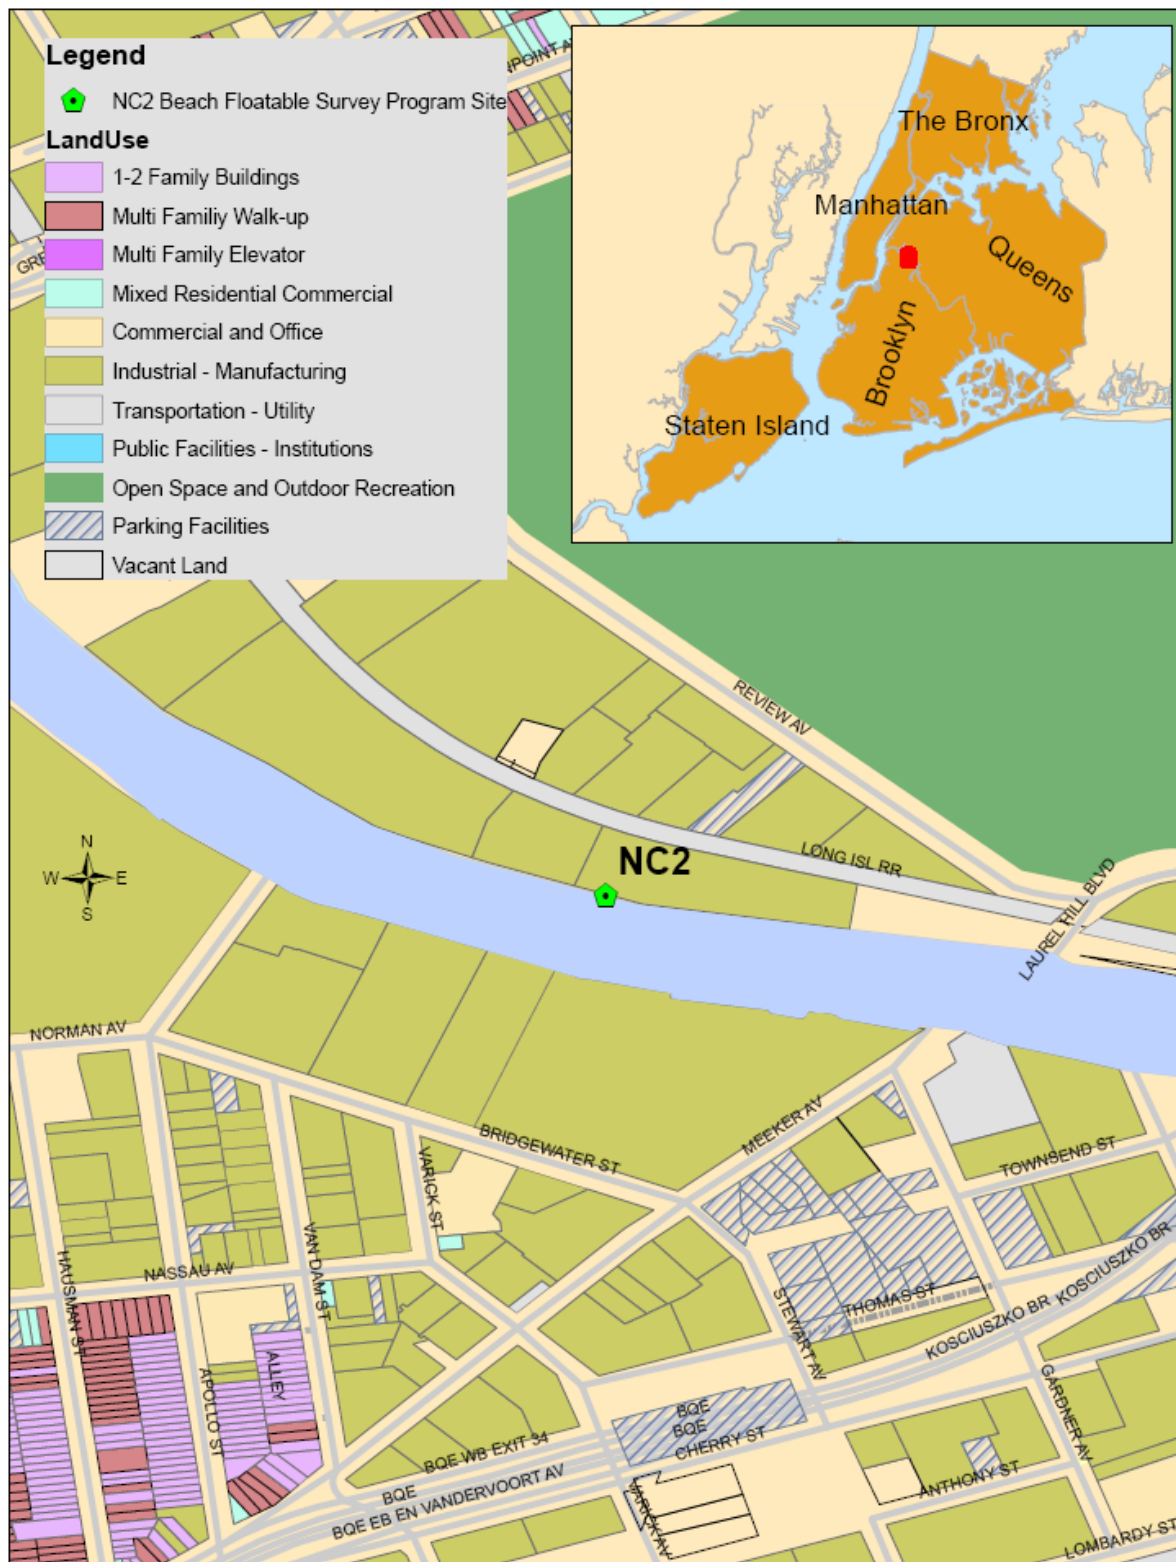 Legend
NC2 Beach Floatable Survey Program Site
LandUse
1-2 Family Buildings
Multi Familiy Walk-up
Multi Family Elevator
Mixed Residential Commercial
Commercial and Office
Industrial - Manufacturing
Transportation - Utility
Public Facilities - Institutions
Open Space and Outdoor Recreation
Parking Facilities
Vacant Land
The Bronx
Manhattan
Queens
Brooklyn
Staten Island
REVIEW AV
NC2
LONG ISL RR
LAUREL HILL BLVD
N
W E
S
NORMAN AV
BRIDGEWATER ST
MEEKER AV
TOWNSEND ST
VARICK ST
VAN DAM ST
HAUSMAN ST
NASSAU AV
STEWART AV
THOMAS ST
KOSCIUSZKO BR
KOSCIUSZKO BR
ALLEY
APOLLO ST
GARDNER AV
BQE
BQE
CHERRY ST
BQE WB EXIT 34
BQE
BQE EB EN VANDERVOORT AV
VARICK AV
ANTHONY ST
LOMBARDY ST